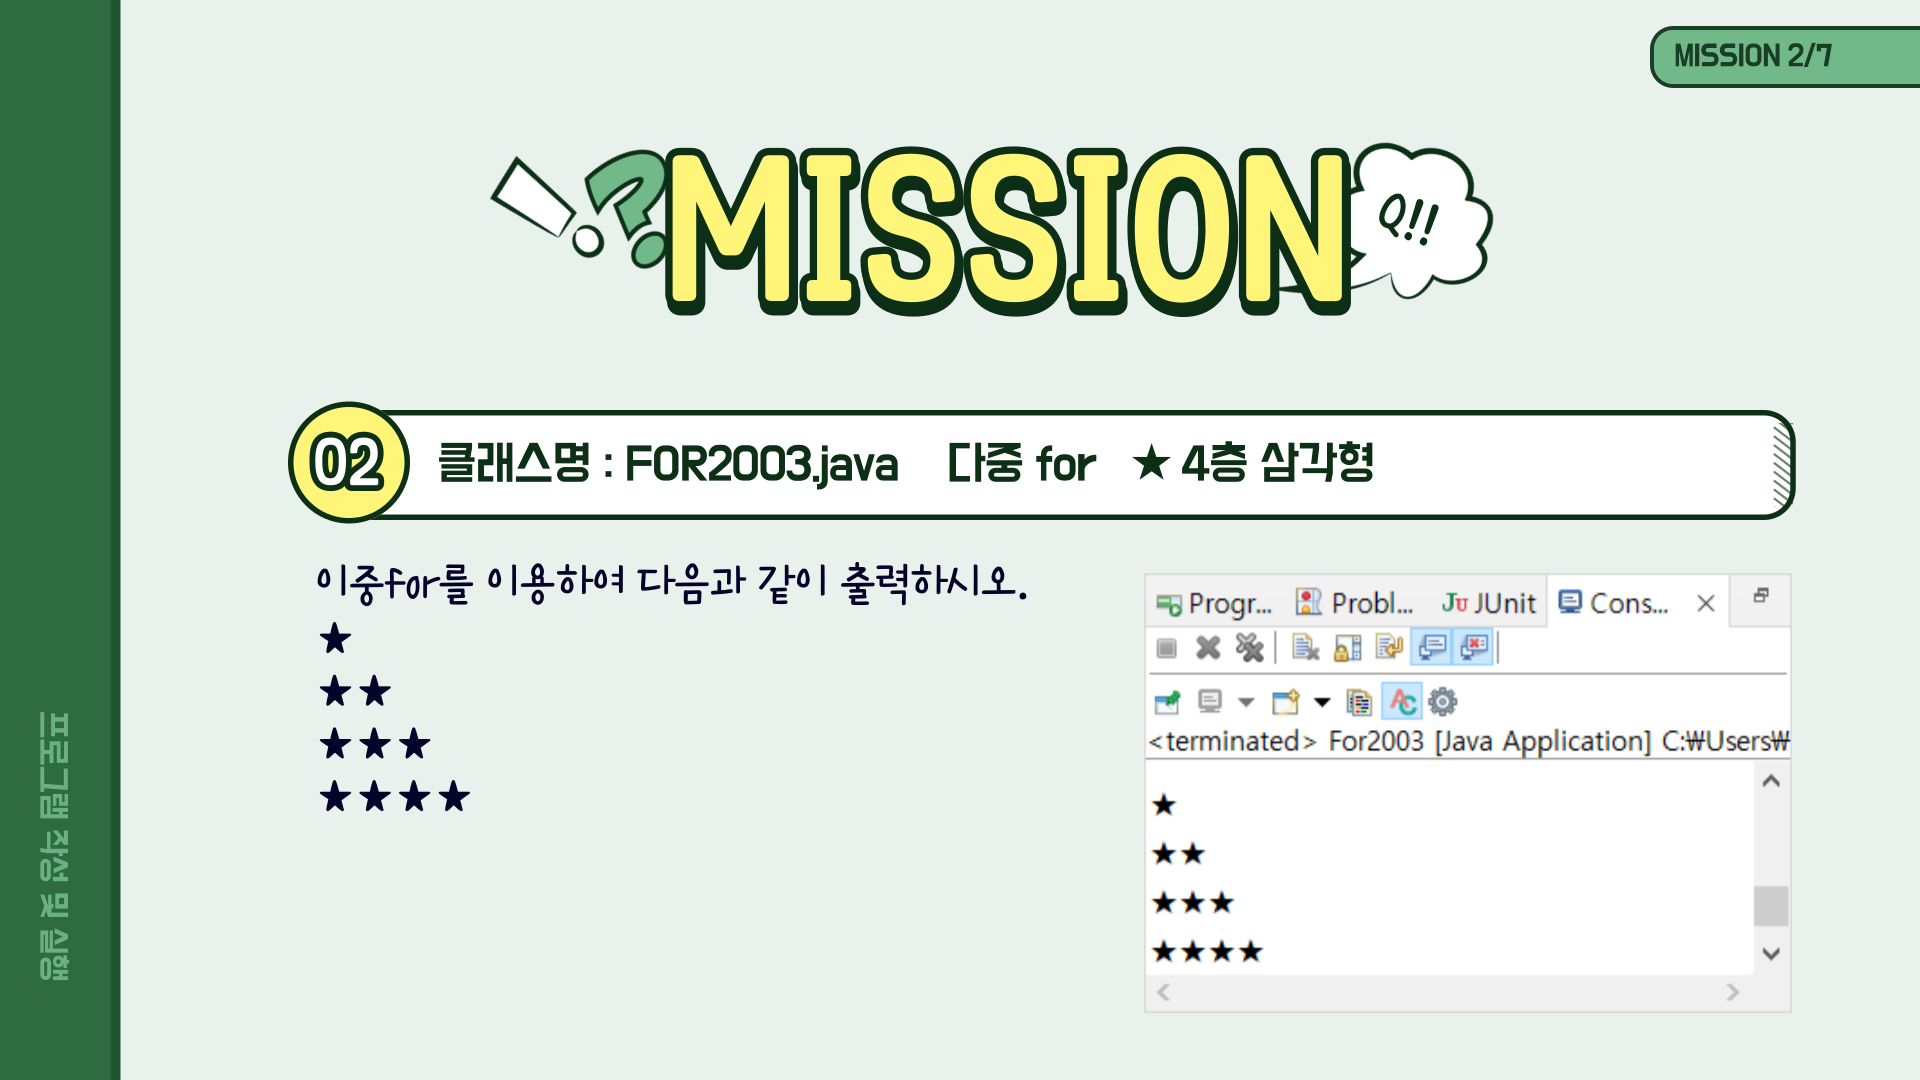 MISSION 2/7
MISSION
Q!!
02
클래스명 : FOR2003.java 다중 for ★ 4층 삼각형
이중for를 이용하여 다음과 같이 출력하시오.
★
★★
★★★
★★★★
Progr...
Probl...
Ju JUnit
Cons...
<terminated> For2003 [Java Application] C:₩Users₩
★
★★
★★★
★★★★
프로그램 작성 및 실행